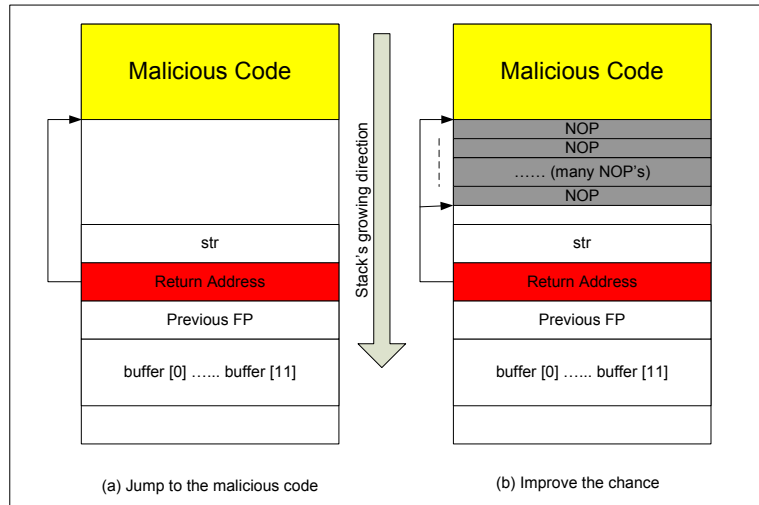 Malicious Code
str
Return Address
Previous FP
buffer [0] …... buffer [11]
(a) Jump to the malicious code
Stack's growing direction
Malicious Code
NOP
NOP
…… (many NOP's)
NOP
str
Return Address
Previous FP
buffer [0] …... buffer [11]
(b) Improve the chance